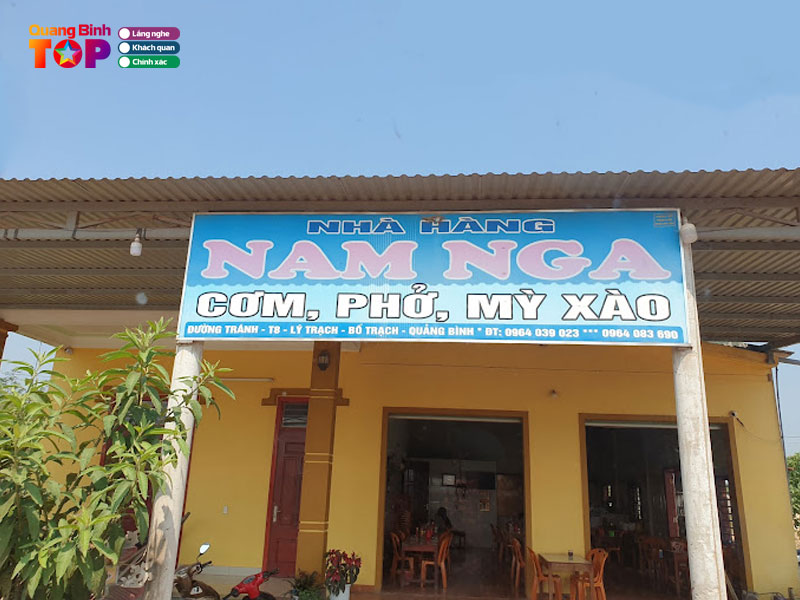 Quang Binh
TOP
Lắng nghe
Khách quan
Chính xác
NHÀ HÀNG
NAM NGA
CƠM, PHỞ, MỲ XÀO
ĐƯỜNG TRÁNH - T8 - LÝ TRẠCH - BỐ TRẠCH - QUẢNG BÌNH * ĐT: 0964 039 023 *** 0964 083 690